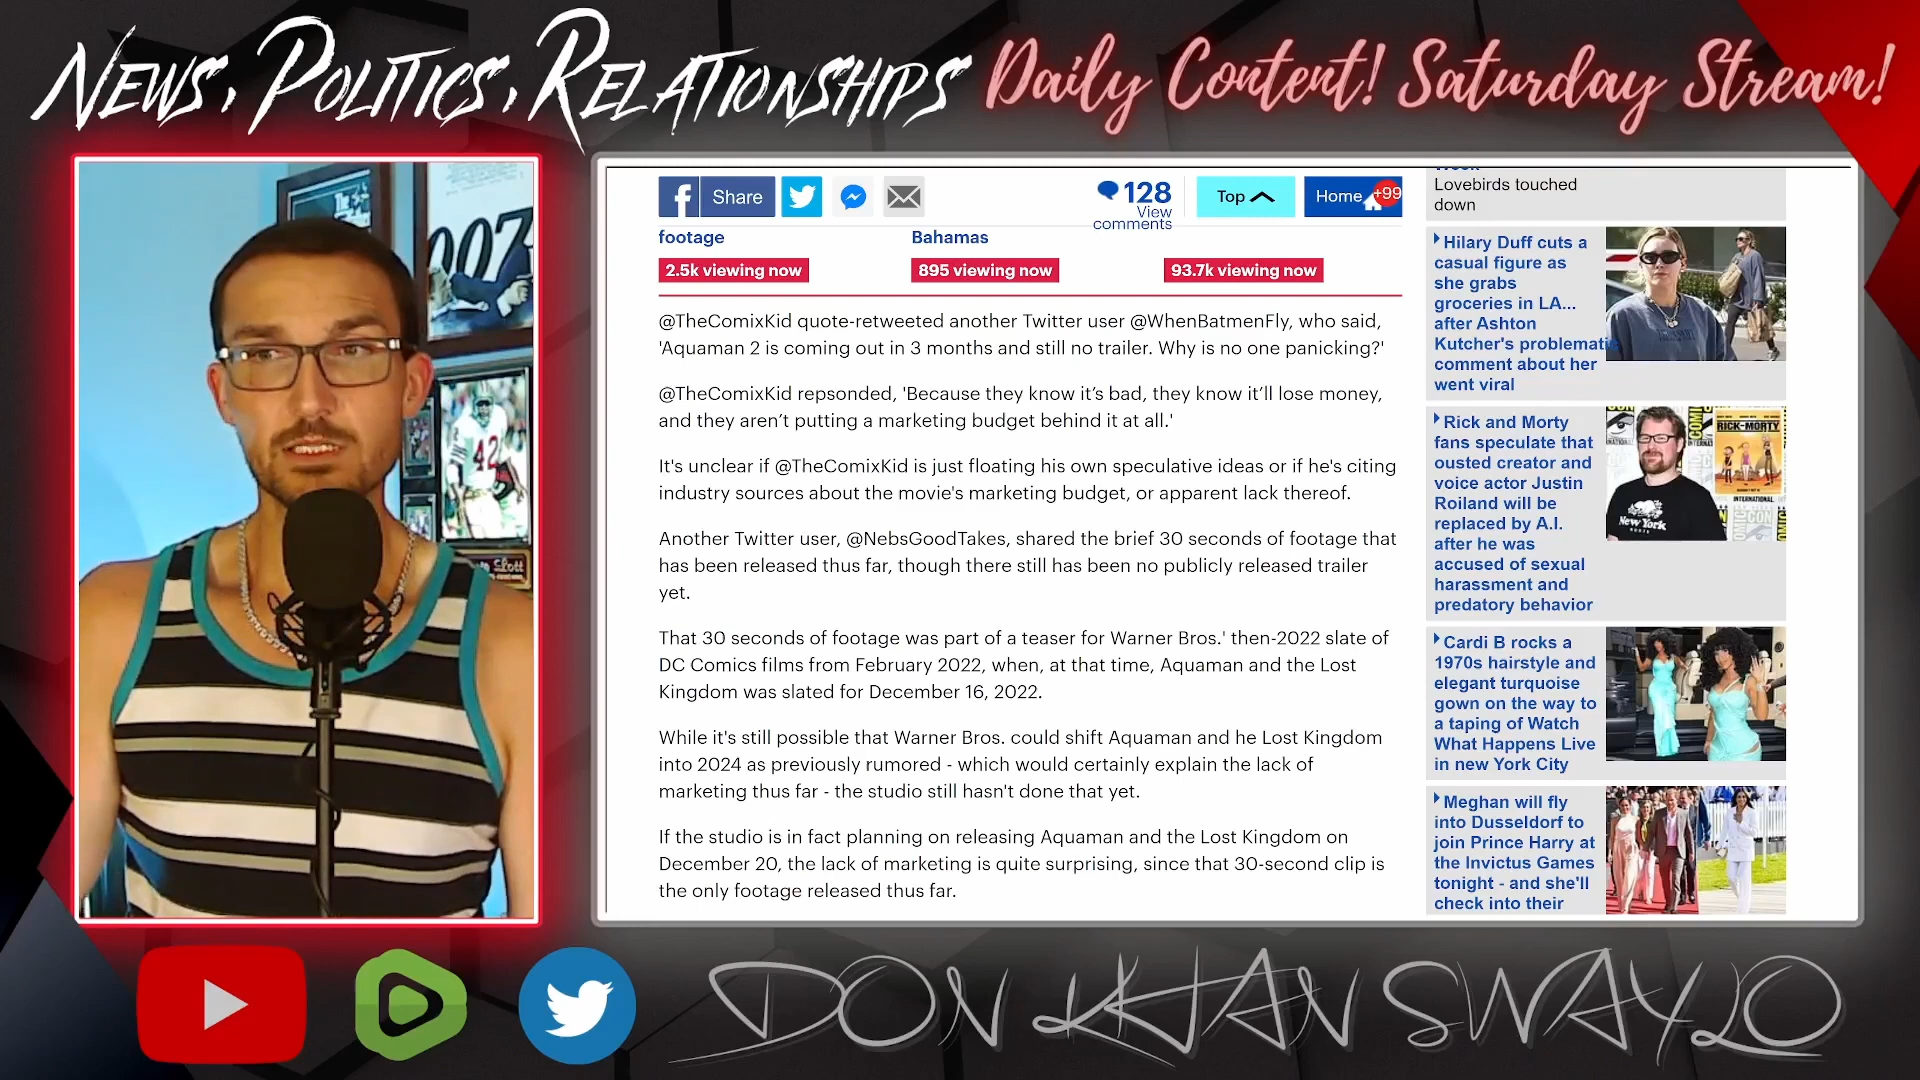 NEWS, POLITICS, RELATIONSHIPS
Daily Content! Saturday Stream!
007
42
Lott
Share
128
View
comments
Top
Home
+99
footage
Bahamas
2.5k viewing now
895 viewing now
93.7k viewing now
@TheComixKid quote-retweeted another Twitter user @WhenBatmenFly, who said,
'Aquaman 2 is coming out in 3 months and still no trailer. Why is no one panicking?'
@TheComixKid repsonded, 'Because they know it’s bad, they know it’ll lose money,
and they aren’t putting a marketing budget behind it at all.'
It's unclear if @TheComixKid is just floating his own speculative ideas or if he's citing
industry sources about the movie's marketing budget, or apparent lack thereof.
Another Twitter user, @NebsGoodTakes, shared the brief 30 seconds of footage that
has been released thus far, though there still has been no publicly released trailer
yet.
That 30 seconds of footage was part of a teaser for Warner Bros.' then-2022 slate of
DC Comics films from February 2022, when, at that time, Aquaman and the Lost
Kingdom was slated for December 16, 2022.
While it's still possible that Warner Bros. could shift Aquaman and he Lost Kingdom
into 2024 as previously rumored - which would certainly explain the lack of
marketing thus far - the studio still hasn't done that yet.
If the studio is in fact planning on releasing Aquaman and the Lost Kingdom on
December 20, the lack of marketing is quite surprising, since that 30-second clip is
the only footage released thus far.
Lovebirds touched
down
Hilary Duff cuts a
casual figure as
she grabs
groceries in LA...
after Ashton
Kutcher's problematic
comment about her
went viral
Rick and Morty
fans speculate that
ousted creator and
voice actor Justin
Roiland will be
replaced by A.I.
after he was
accused of sexual
harassment and
predatory behavior
RICK-MORTY
New York
Cardi B rocks a
1970s hairstyle and
elegant turquoise
gown on the way to
a taping of Watch
What Happens Live
in new York City
Meghan will fly
into Dusseldorf to
join Prince Harry at
the Invictus Games
tonight - and she'll
check into their
DON KHAN SWAYLO